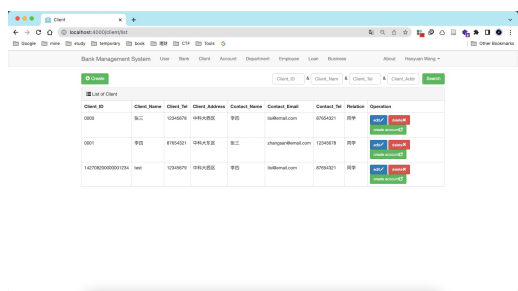 Client
localhost:4000/client/list
Google mine study temporary book 理财 CTF Tools
Other Bookmarks
Bank Management System User Bank Client Account Department Employee Loan Business About Haoyuan Wang
Create
Client_ID & Client_Nam & Client_Tel & Client_Addr Search
List of Client
Client_ID Client_Name Client_Tel Client_Address Contact_Name Contact_Email Contact_Tel Relation Operation
0000 张三 12345678 中科大西区 李四 lisi@email.com 87654321 同学 edit delete
create account
0001 李四 87654321 中科大东区 张三 zhangsan@email.com 12345678 同学 edit delete
create account
test 12345678 中科大西区 李四 lisi@email.com 87654321 同学 edit delete
create account